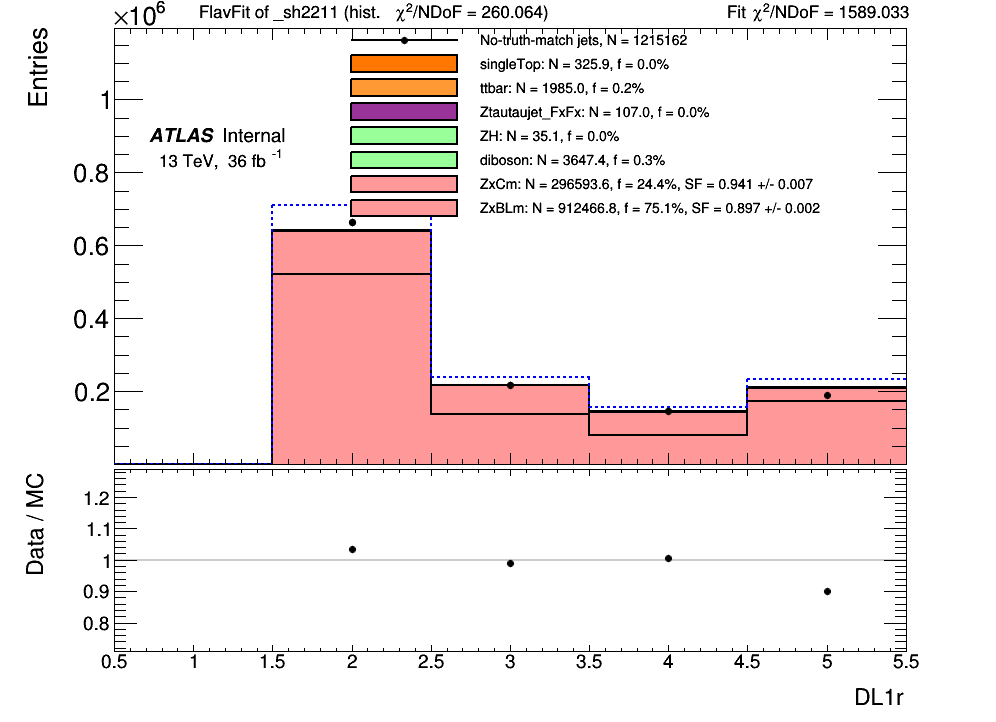 ×10⁶ FlavFit of _sh2211 (hist. χ²/NDoF = 260.064) Fit χ²/NDoF = 1589.033
Entries
No-truth-match jets, N = 1215162
singleTop: N = 325.9, f = 0.0%
ttbar: N = 1985.0, f = 0.2%
Ztautaujet_FxFx: N = 107.0, f = 0.0%
ZH: N = 35.1, f = 0.0%
diboson: N = 3647.4, f = 0.3%
ZxCm: N = 296593.6, f = 24.4%, SF = 0.941 +/- 0.007
ZxBLm: N = 912466.8, f = 75.1%, SF = 0.897 +/- 0.002
ATLAS Internal
13 TeV, 36 fb⁻¹
1
0.8
0.6
0.4
0.2
Data / MC
1.2
1.1
1
0.9
0.8
0.5 1 1.5 2 2.5 3 3.5 4 4.5 5 5.5
DL1r